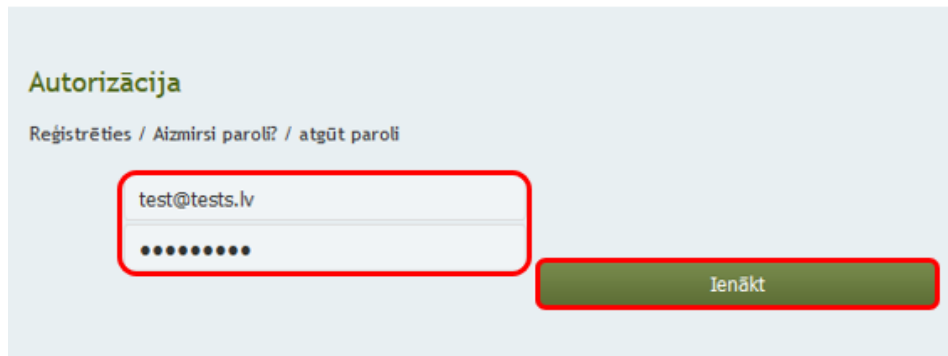 Autorizācija
Reģistrēties / Aizmirsi paroli? / atgūt paroli
test@tests.lv
•••••••••
Ienākt